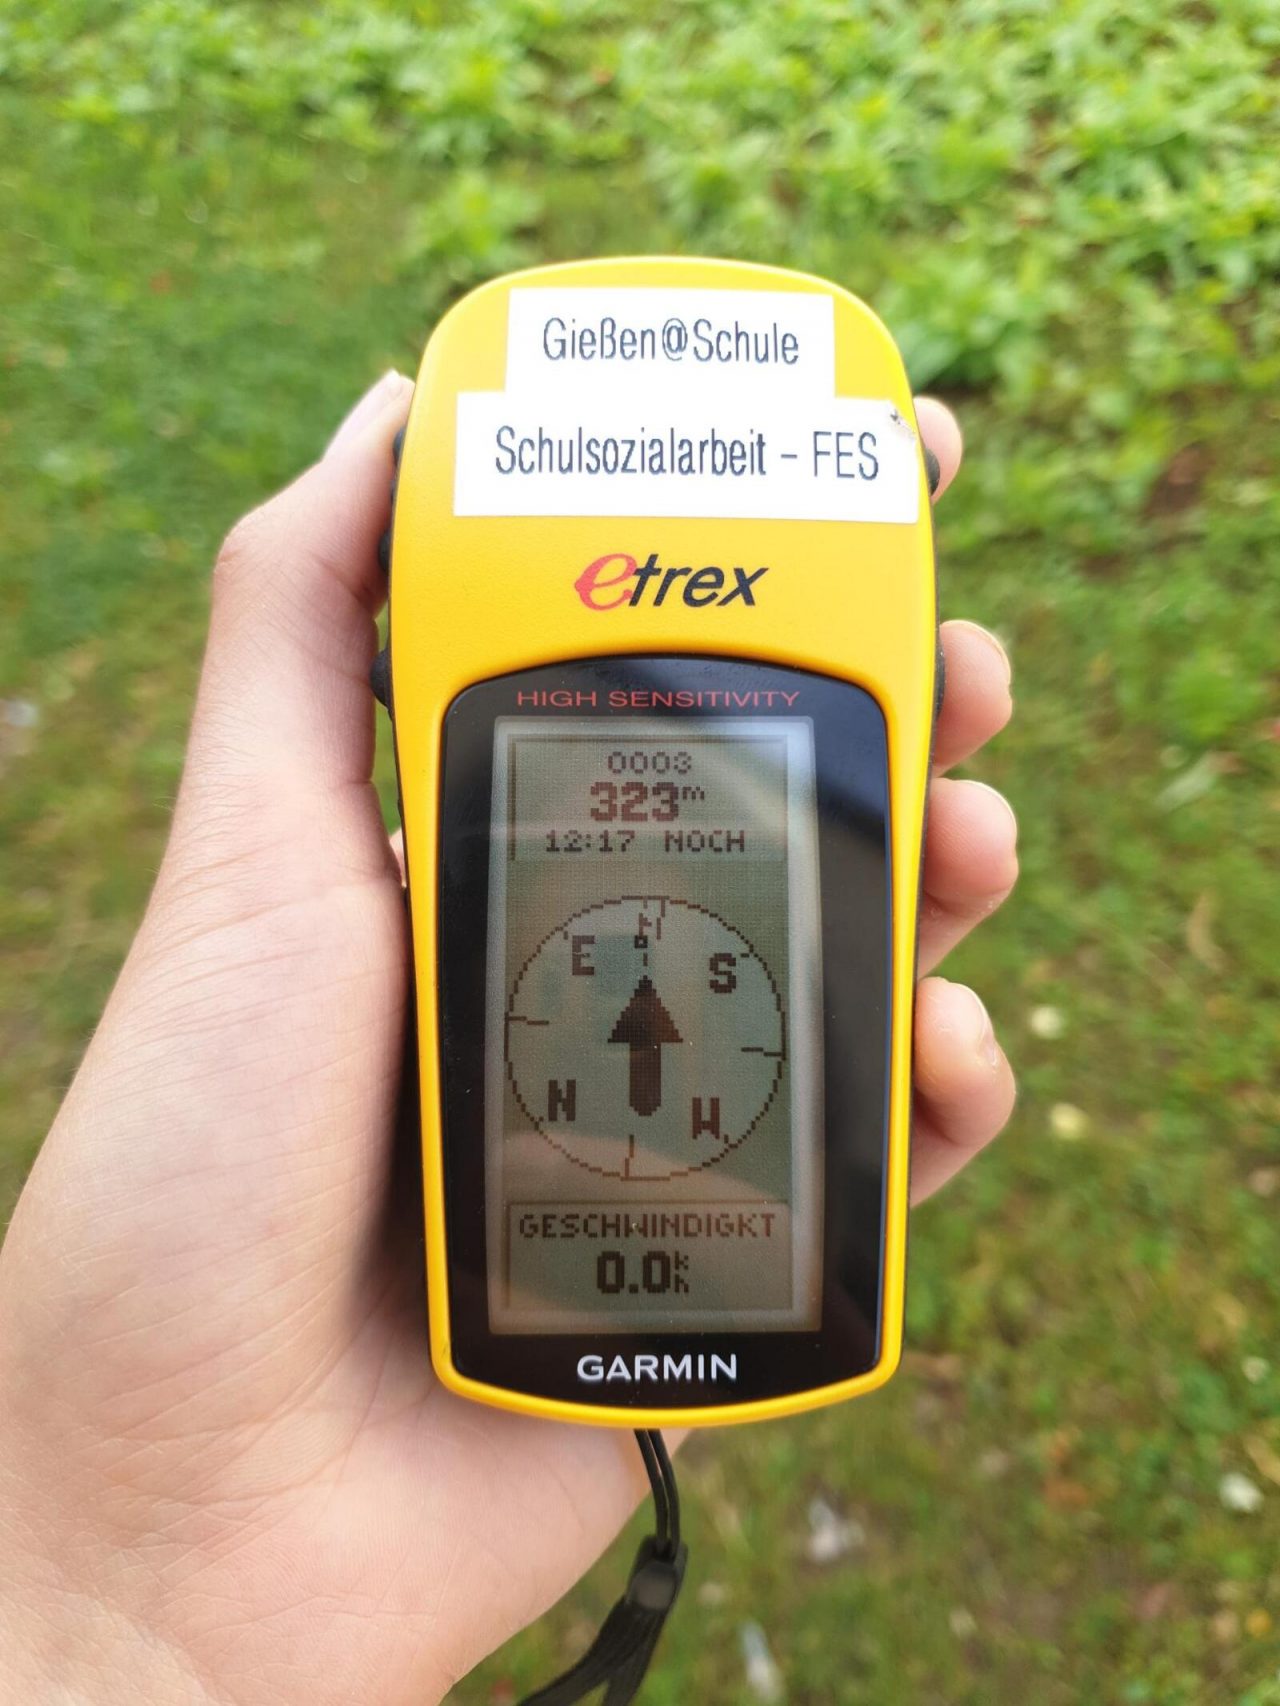 Gießen@Schule
Schulsozialarbeit - FES
etrex
HIGH SENSITIVITY
0003
323m
12:17 NOCH
E
S
N
W
GESCHWINDIGKT
0.0kh
GARMIN